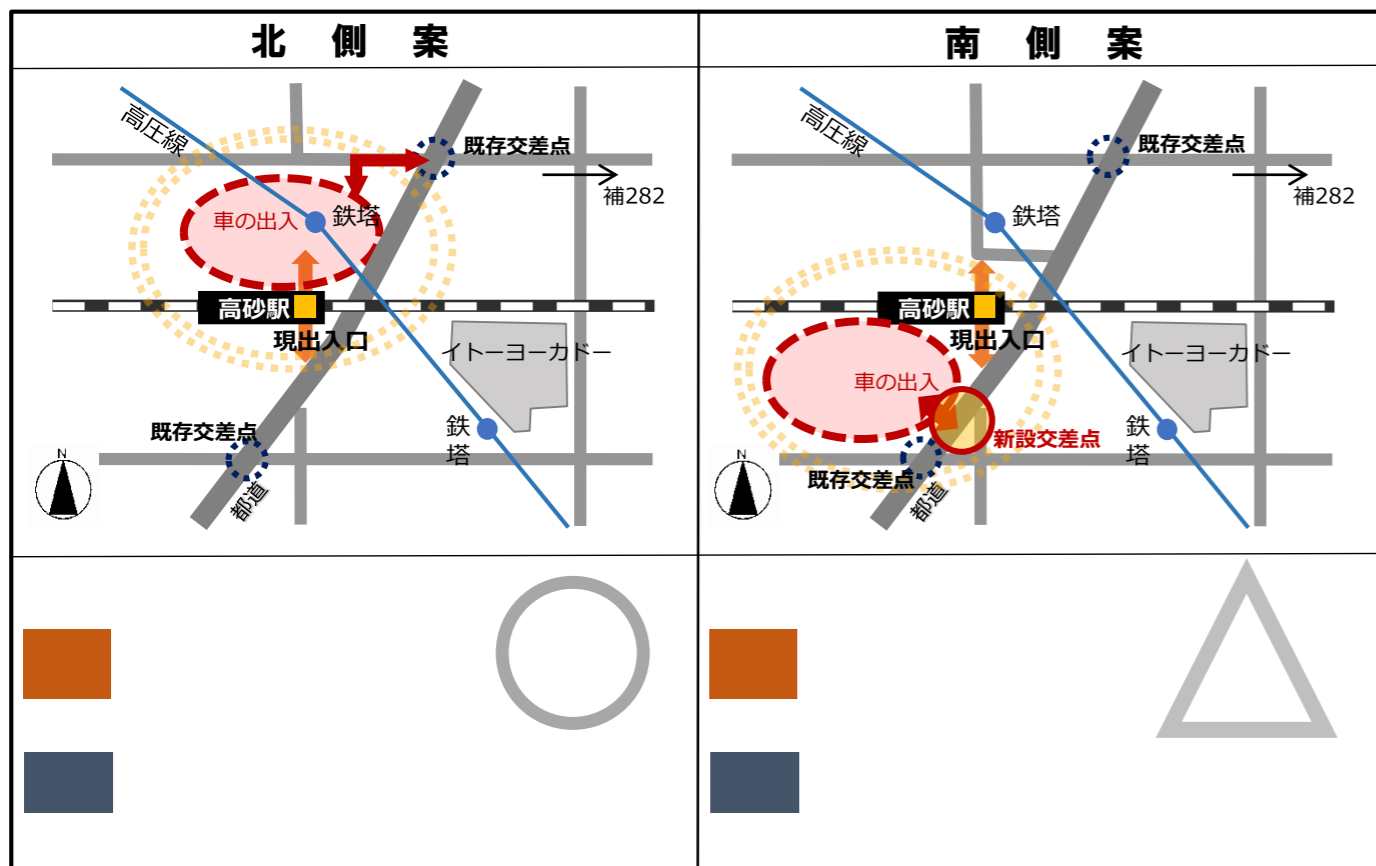 北側案
高圧線
既存交差点
補282
車の出入
鉄塔
高砂駅
現出入口
イトーヨーカドー
既存交差点
鉄
塔
N
都道
南側案
高圧線
既存交差点
補282
鉄塔
高砂駅
現出入口
イトーヨーカドー
車の出入
新設交差点
鉄
塔
既存交差点
N
都道